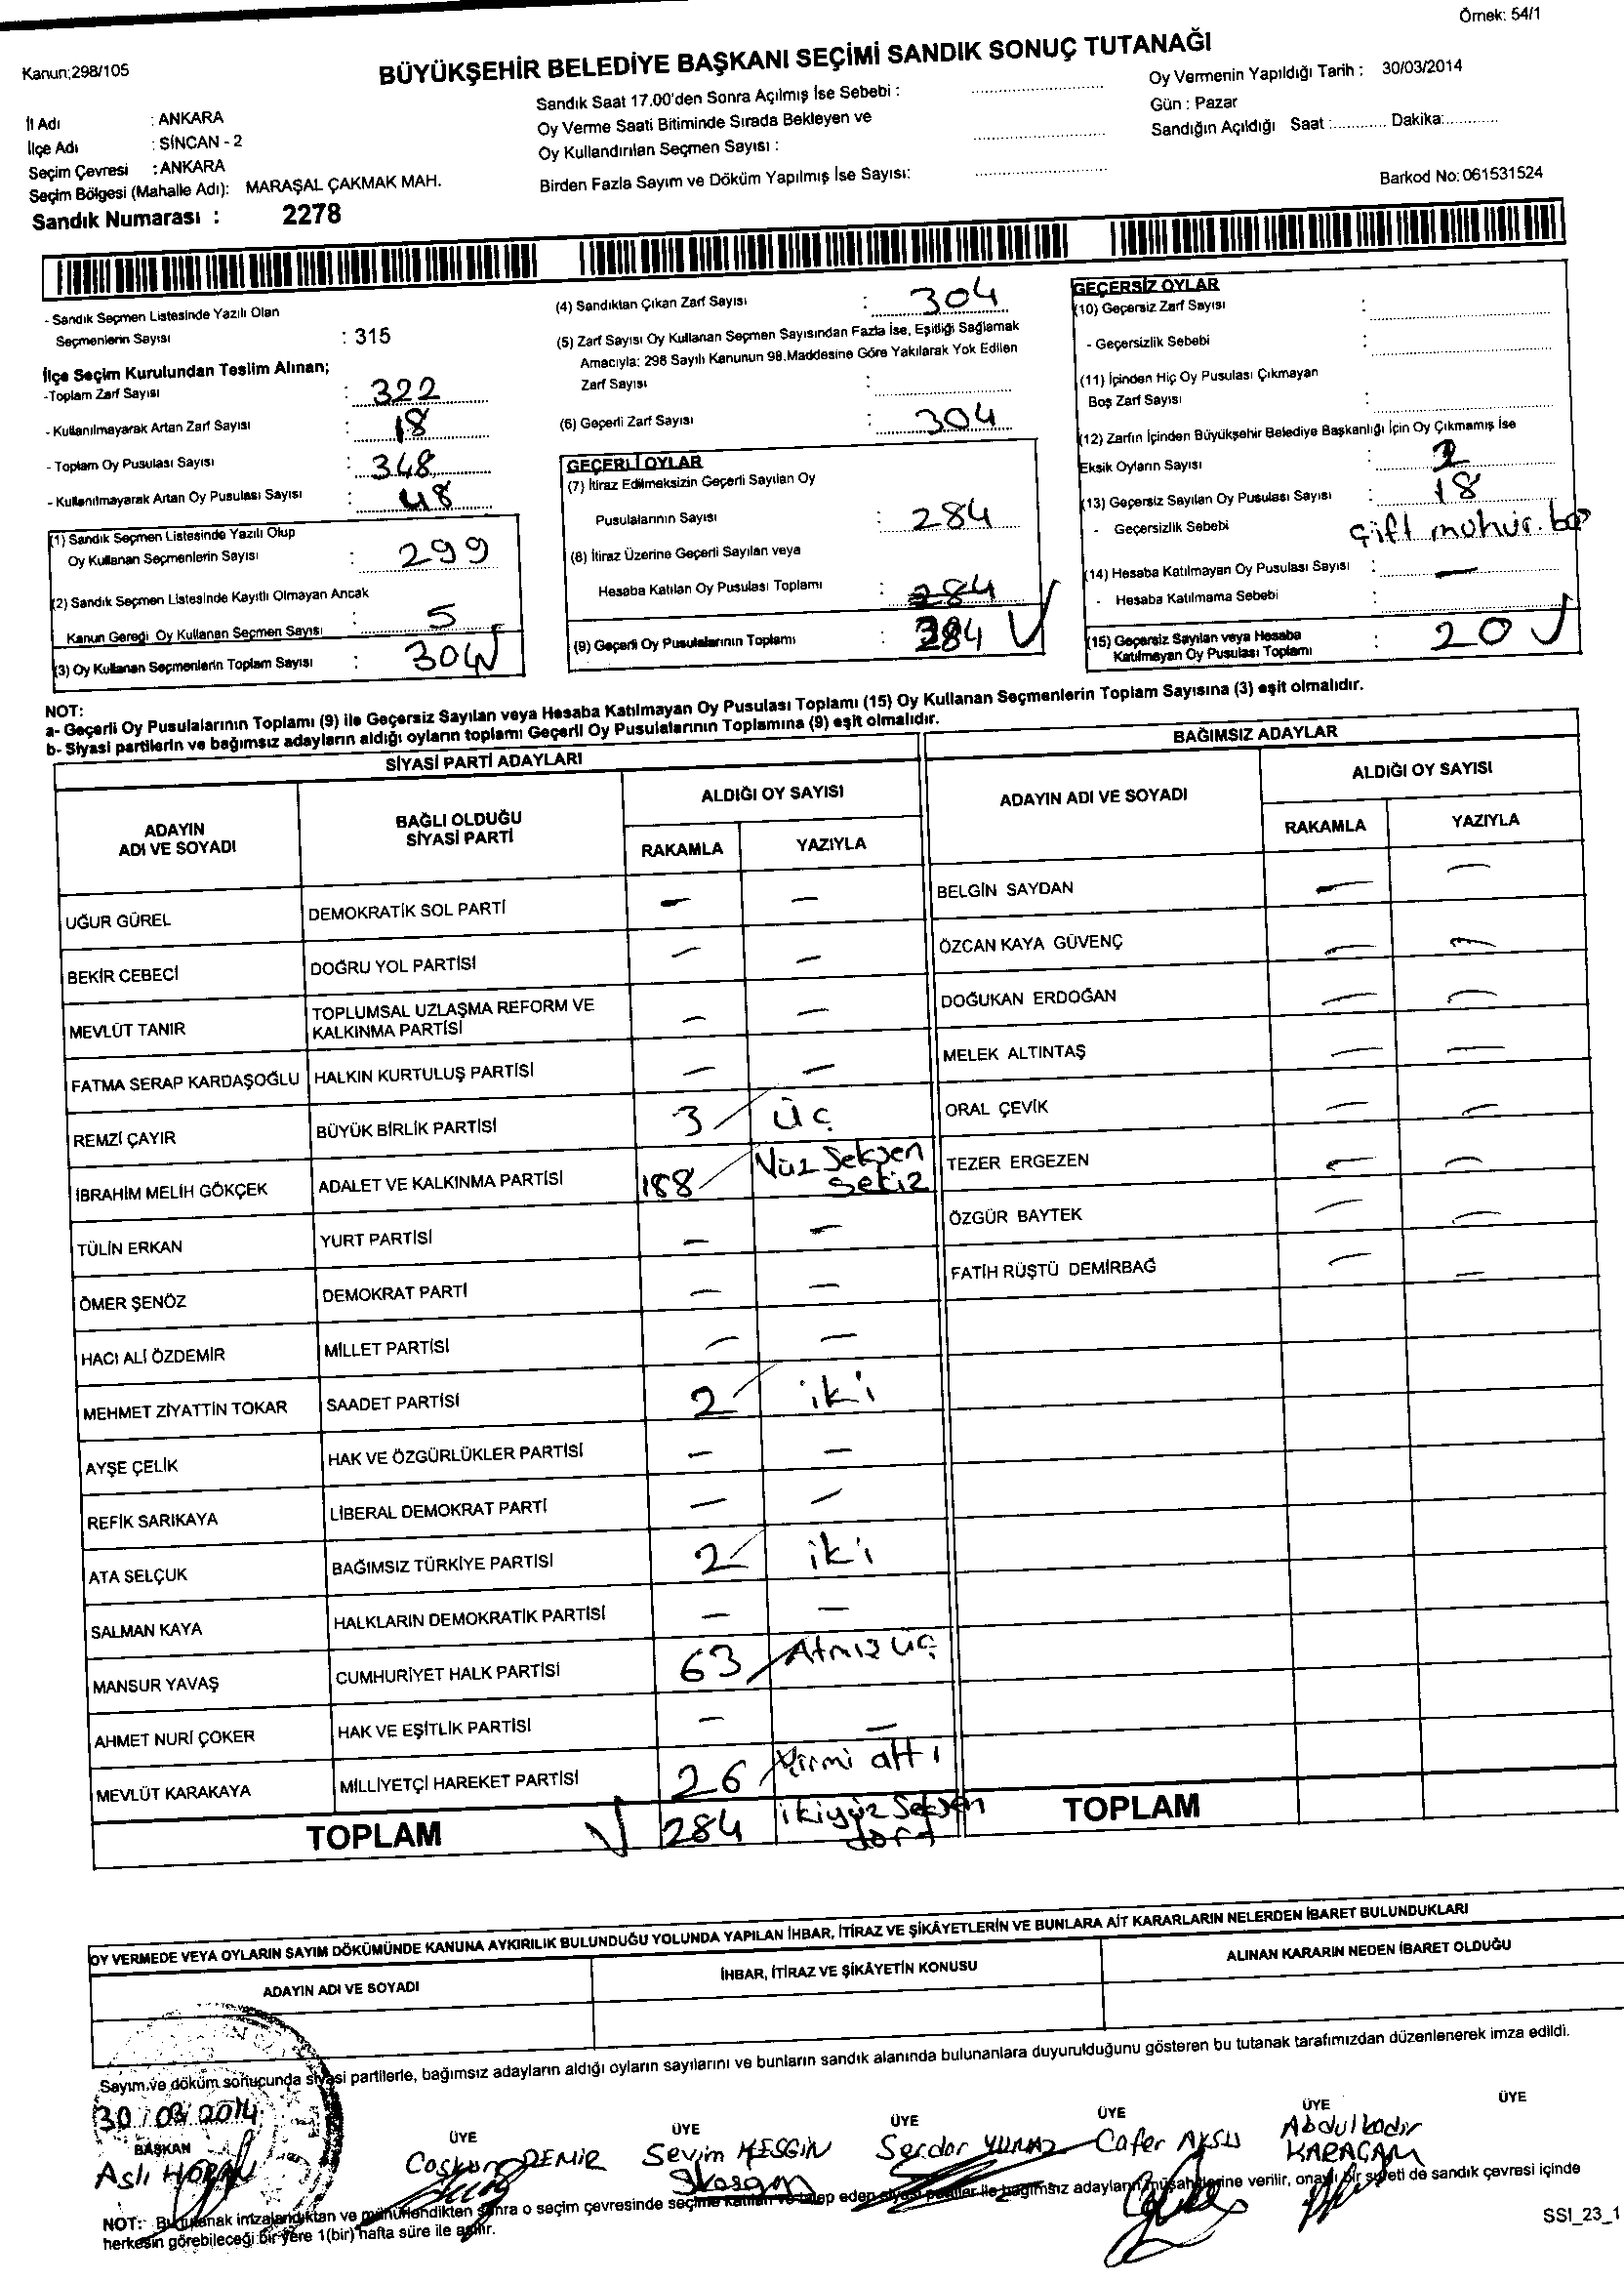 Örnek: 54/1
Kanun;298/105
BÜYÜKŞEHİR BELEDİYE BAŞKANI SEÇİMİ SANDIK SONUÇ TUTANAĞI
İl Adı : ANKARA
İlçe Adı : SİNCAN - 2
Seçim Çevresi : ANKARA
Seçim Bölgesi (Mahalle Adı): MARAŞAL ÇAKMAK MAH.
Sandık Numarası : 2278
Sandık Saat 17.00'den Sonra Açılmış İse Sebebi :
Oy Verme Saati Bitiminde Sırada Bekleyen ve
Oy Kullandırılan Seçmen Sayısı :
Birden Fazla Sayım ve Döküm Yapılmış İse Sayısı:
Oy Vermenin Yapıldığı Tarih : 30/03/2014
Gün : Pazar
Sandığın Açıldığı Saat :............ Dakika:............
Barkod No: 061531524
- Sandık Seçmen Listesinde Yazılı Olan
Seçmenlerin Sayısı : 315
İlçe Seçim Kurulundan Teslim Alınan;
-Toplam Zarf Sayısı : 322
- Kullanılmayarak Artan Zarf Sayısı : 18
- Toplam Oy Pusulası Sayısı : 348
- Kullanılmayarak Artan Oy Pusulası Sayısı : 48
(1) Sandık Seçmen Listesinde Yazılı Olup
Oy Kullanan Seçmenlerin Sayısı : 299
(2) Sandık Seçmen Listesinde Kayıtlı Olmayan Ancak
Kanun Gereği Oy Kullanan Seçmen Sayısı : 5
(3) Oy Kullanan Seçmenlerin Toplam Sayısı : 304
(4) Sandıktan Çıkan Zarf Sayısı : 304
(5) Zarf Sayısı Oy Kullanan Seçmen Sayısından Fazla İse, Eşitliği Sağlamak
Amacıyla: 298 Sayılı Kanunun 98.Maddesine Göre Yakılarak Yok Edilen
Zarf Sayısı :
(6) Geçerli Zarf Sayısı : 304
GEÇERLİ OYLAR
(7) İtiraz Edilmeksizin Geçerli Sayılan Oy
Pusulalarının Sayısı : 284
(8) İtiraz Üzerine Geçerli Sayılan veya
Hesaba Katılan Oy Pusulası Toplamı : 284
(9) Geçerli Oy Pusulalarının Toplamı : 284
GEÇERSİZ OYLAR
(10) Geçersiz Zarf Sayısı :
- Geçersizlik Sebebi :
(11) İçinden Hiç Oy Pusulası Çıkmayan
Boş Zarf Sayısı :
(12) Zarfın İçinden Büyükşehir Belediye Başkanlığı İçin Oy Çıkmamış İse
Eksik Oyların Sayısı : 2
(13) Geçersiz Sayılan Oy Pusulası Sayısı : 18
- Geçersizlik Sebebi Çift mühür.
(14) Hesaba Katılmayan Oy Pusulası Sayısı : —
- Hesaba Katılmama Sebebi :
(15) Geçersiz Sayılan veya Hesaba
Katılmayan Oy Pusulası Toplamı : 20
NOT:
a- Geçerli Oy Pusulalarının Toplamı (9) ile Geçersiz Sayılan veya Hesaba Katılmayan Oy Pusulası Toplamı (15) Oy Kullanan Seçmenlerin Toplam Sayısına (3) eşit olmalıdır.
b- Siyasi partilerin ve bağımsız adayların aldığı oyların toplamı Geçerli Oy Pusulalarının Toplamına (9) eşit olmalıdır.
SİYASİ PARTİ ADAYLARI
ADAYIN ADI VE SOYADI
BAĞLI OLDUĞU SİYASİ PARTİ
ALDIĞI OY SAYISI
RAKAMLA YAZIYLA
UĞUR GÜREL DEMOKRATİK SOL PARTİ — —
BEKİR CEBECİ DOĞRU YOL PARTİSİ — —
MEVLÜT TANIR TOPLUMSAL UZLAŞMA REFORM VE KALKINMA PARTİSİ — —
FATMA SERAP KARDAŞOĞLU HALKIN KURTULUŞ PARTİSİ — —
REMZİ ÇAYIR BÜYÜK BİRLİK PARTİSİ 3 Üç
İBRAHİM MELİH GÖKÇEK ADALET VE KALKINMA PARTİSİ 188 Yüz Seksen sekiz
TÜLİN ERKAN YURT PARTİSİ — —
ÖMER ŞENÖZ DEMOKRAT PARTİ — —
HACI ALİ ÖZDEMİR MİLLET PARTİSİ — —
MEHMET ZİYATTİN TOKAR SAADET PARTİSİ 2 iki
AYŞE ÇELİK HAK VE ÖZGÜRLÜKLER PARTİSİ — —
REFİK SARIKAYA LİBERAL DEMOKRAT PARTİ — —
ATA SELÇUK BAĞIMSIZ TÜRKİYE PARTİSİ 2 iki
SALMAN KAYA HALKLARIN DEMOKRATİK PARTİSİ — —
MANSUR YAVAŞ CUMHURİYET HALK PARTİSİ 63 Atmış üç
AHMET NURİ ÇOKER HAK VE EŞİTLİK PARTİSİ — —
MEVLÜT KARAKAYA MİLLİYETÇİ HAREKET PARTİSİ 26 Yirmi altı
TOPLAM 284 ikiyüz Seksen dört
BAĞIMSIZ ADAYLAR
ADAYIN ADI VE SOYADI
ALDIĞI OY SAYISI
RAKAMLA YAZIYLA
BELGİN SAYDAN — —
ÖZCAN KAYA GÜVENÇ — —
DOĞUKAN ERDOĞAN — —
MELEK ALTINTAŞ — —
ORAL ÇEVİK — —
TEZER ERGEZEN — —
ÖZGÜR BAYTEK — —
FATİH RÜŞTÜ DEMİRBAĞ — —
TOPLAM
OY VERMEDE VEYA OYLARIN SAYIM DÖKÜMÜNDE KANUNA AYKIRILIK BULUNDUĞU YOLUNDA YAPILAN İHBAR, İTİRAZ VE ŞİKÂYETLERİN VE BUNLARA AİT KARARLARIN NELERDEN İBARET BULUNDUKLARI
ADAYIN ADI VE SOYADI İHBAR, İTİRAZ VE ŞİKÂYETİN KONUSU ALINAN KARARIN NEDEN İBARET OLDUĞU
Sayım ve döküm sonucunda siyasi partilerle, bağımsız adayların aldığı oyların sayılarını ve bunların sandık alanında bulunanlara duyurulduğunu gösteren bu tutanak tarafımızdan düzenlenerek imza edildi.
30/03/2014
BAŞKAN ÜYE ÜYE ÜYE ÜYE ÜYE ÜYE
Aslı Coşkun DEMİR Sevim KESGİN Serdar YILMAZ Cafer AKSU Abdulkadir KARAÇAM
NOT: Bu tutanak imzalandıktan ve mühürlendikten sonra o seçim çevresinde seçime katılan ve talep eden siyasi partiler ile bağımsız adayların müşahitlerine verilir, onaylı bir sureti de sandık çevresi içinde
herkesin görebileceği bir yere 1(bir) hafta süre ile asılır.
SSI_23_1